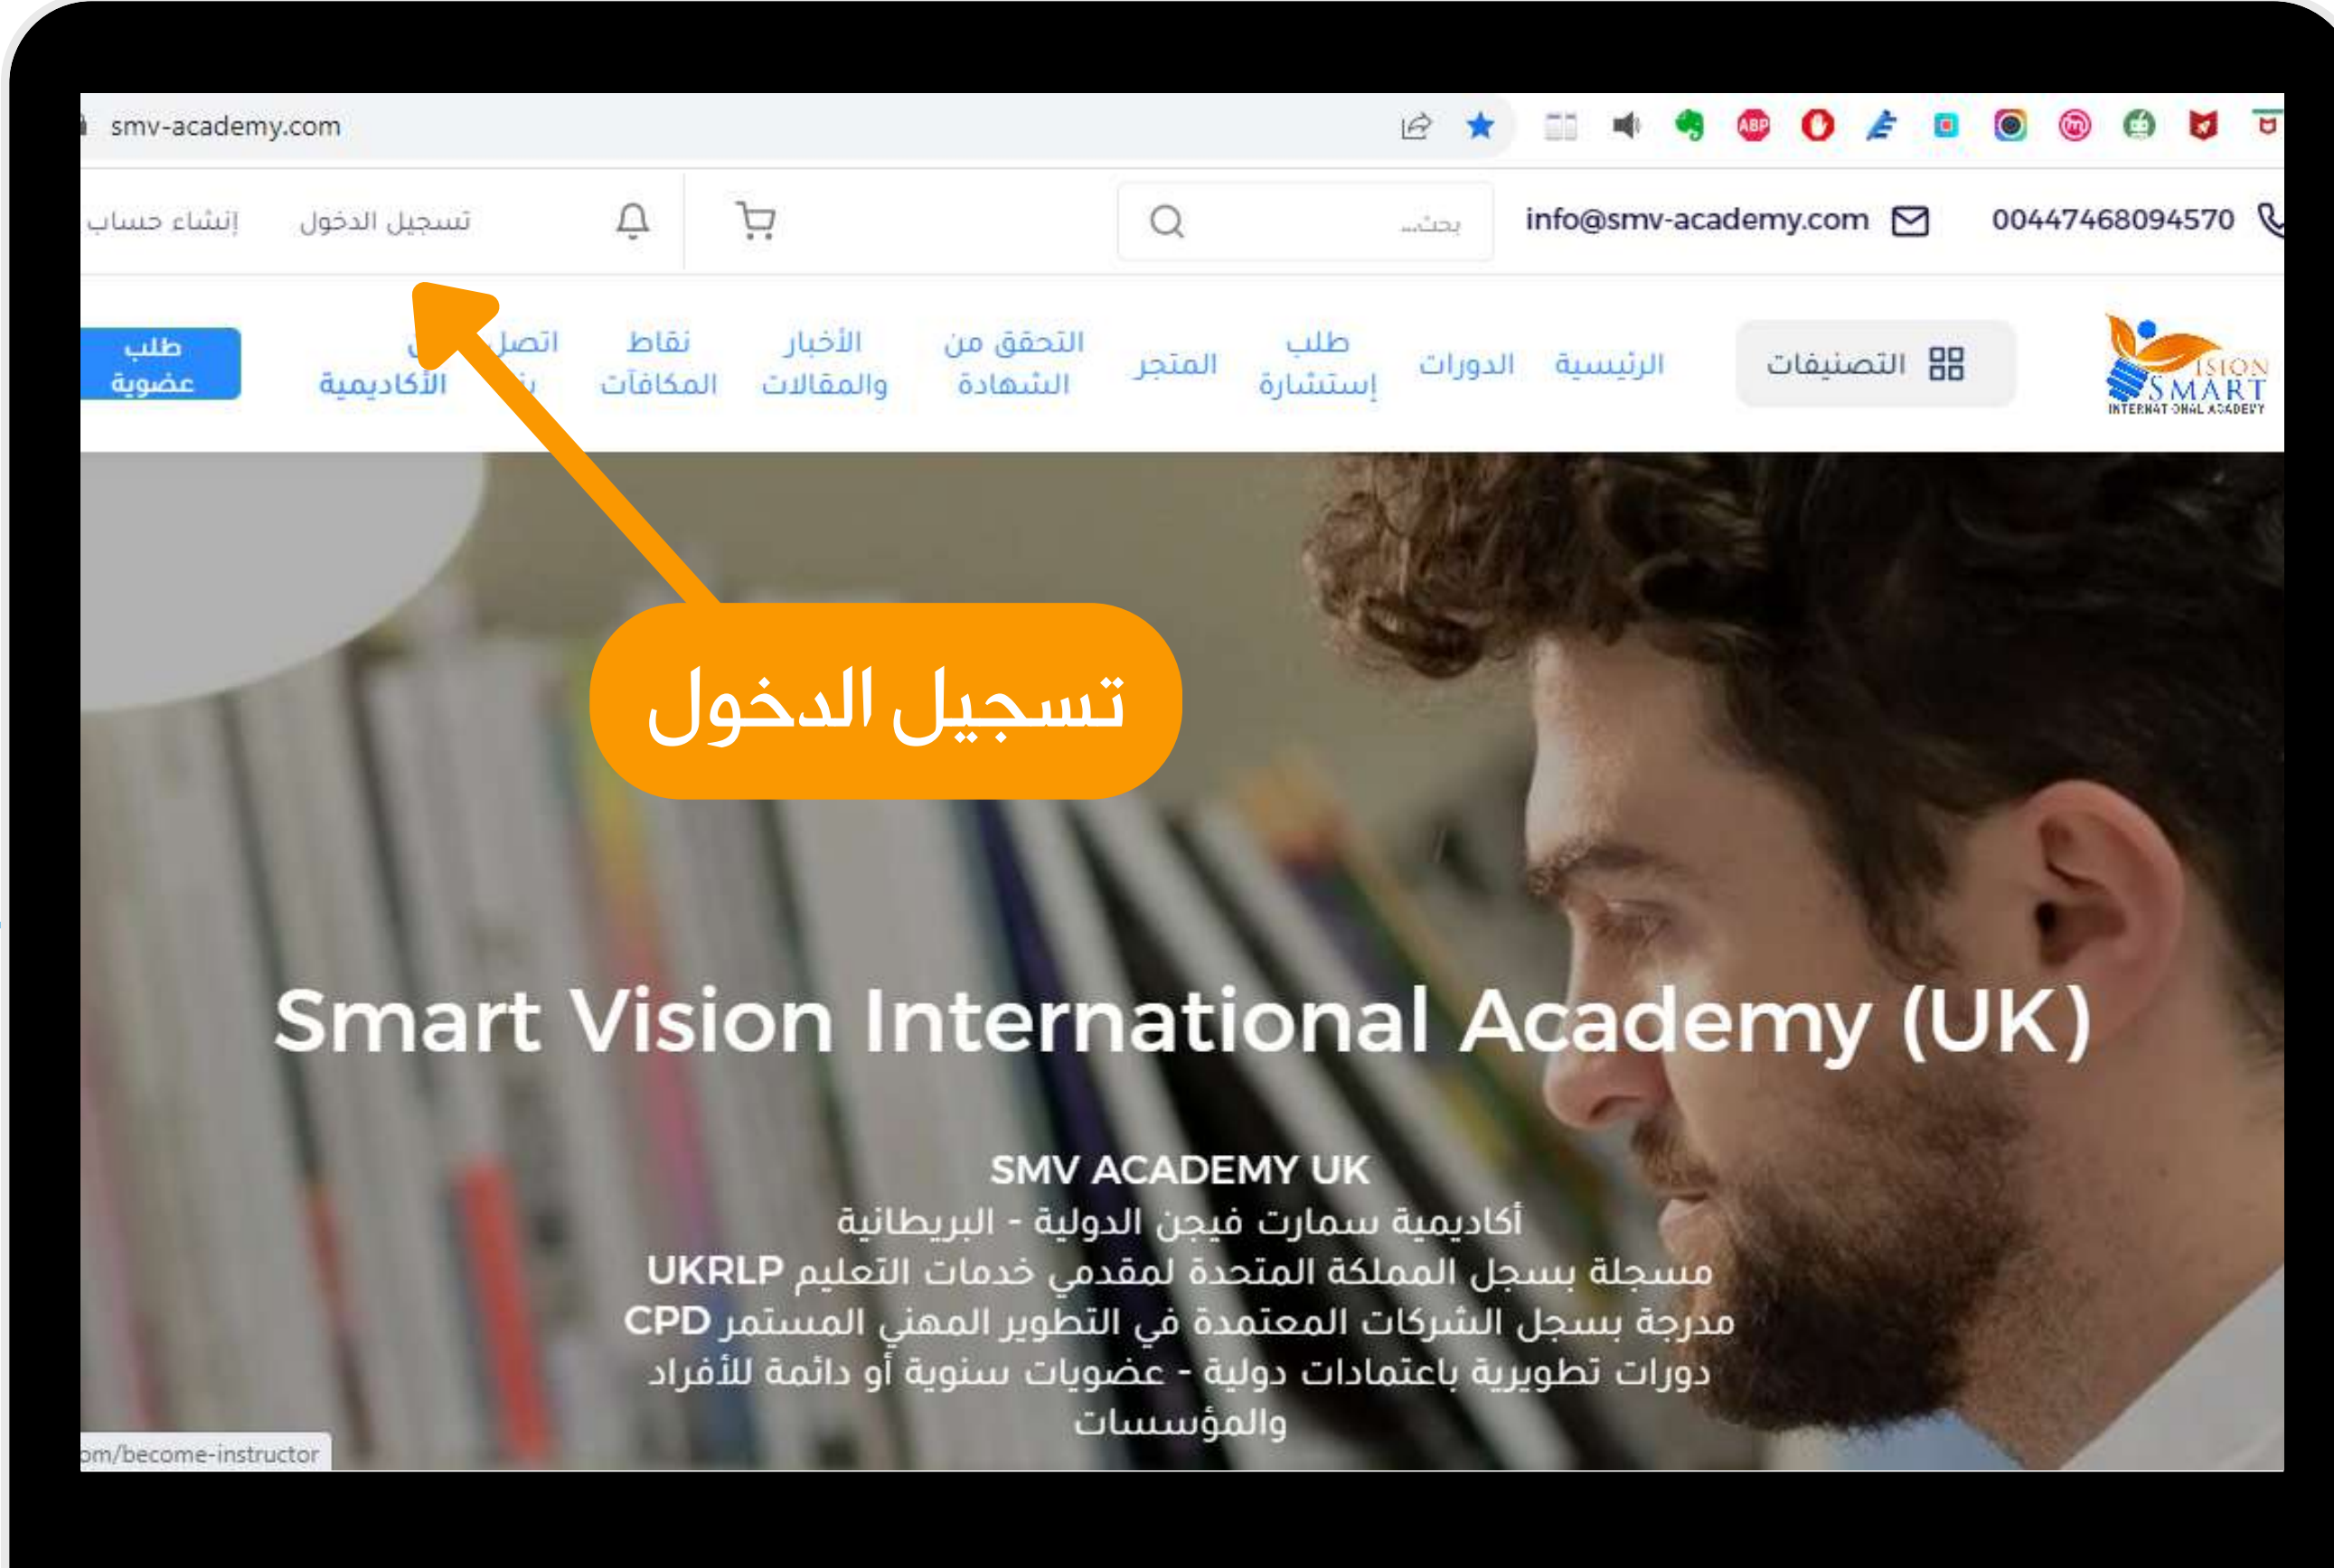 smv-academy.com
00447468094570
info@smv-academy.com
بحث...
تسجيل الدخول
إنشاء حساب
VISION
SMART
INTERNATIONAL ACADEMY
التصنيفات
الرئيسية
الدورات
طلب
إستشارة
المتجر
التحقق من
الشهادة
الأخبار
والمقالات
نقاط
المكافآت
اتصل
الأكاديمية
طلب
عضوية
ABP
تسجيل الدخول
Smart Vision International Academy (UK)
SMV ACADEMY UK
أكاديمية سمارت فيجن الدولية - البريطانية
مسجلة بسجل المملكة المتحدة لمقدمي خدمات التعليم UKRLP
مدرجة بسجل الشركات المعتمدة في التطوير المهني المستمر CPD
دورات تطويرية باعتمادات دولية - عضويات سنوية أو دائمة للأفراد
والمؤسسات
om/become-instructor